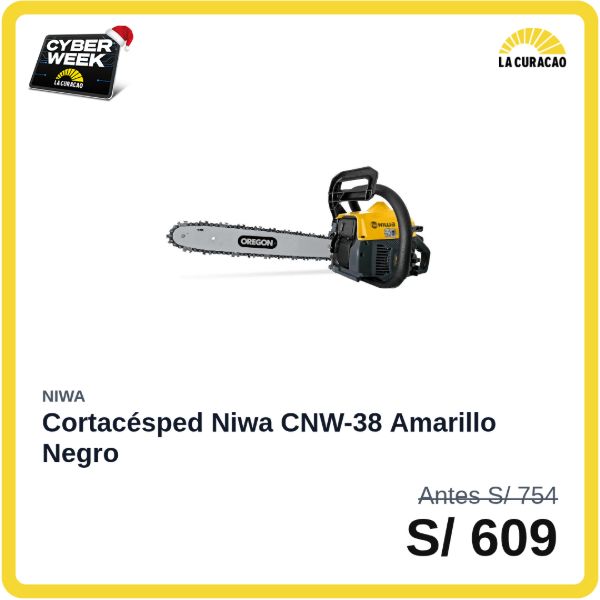 CYBER
WEEK
LA CURACAO
LA CURACAO
OREGON
NIWA
NIWA
Cortacésped Niwa CNW-38 Amarillo
Negro
Antes S/ 754
S/ 609